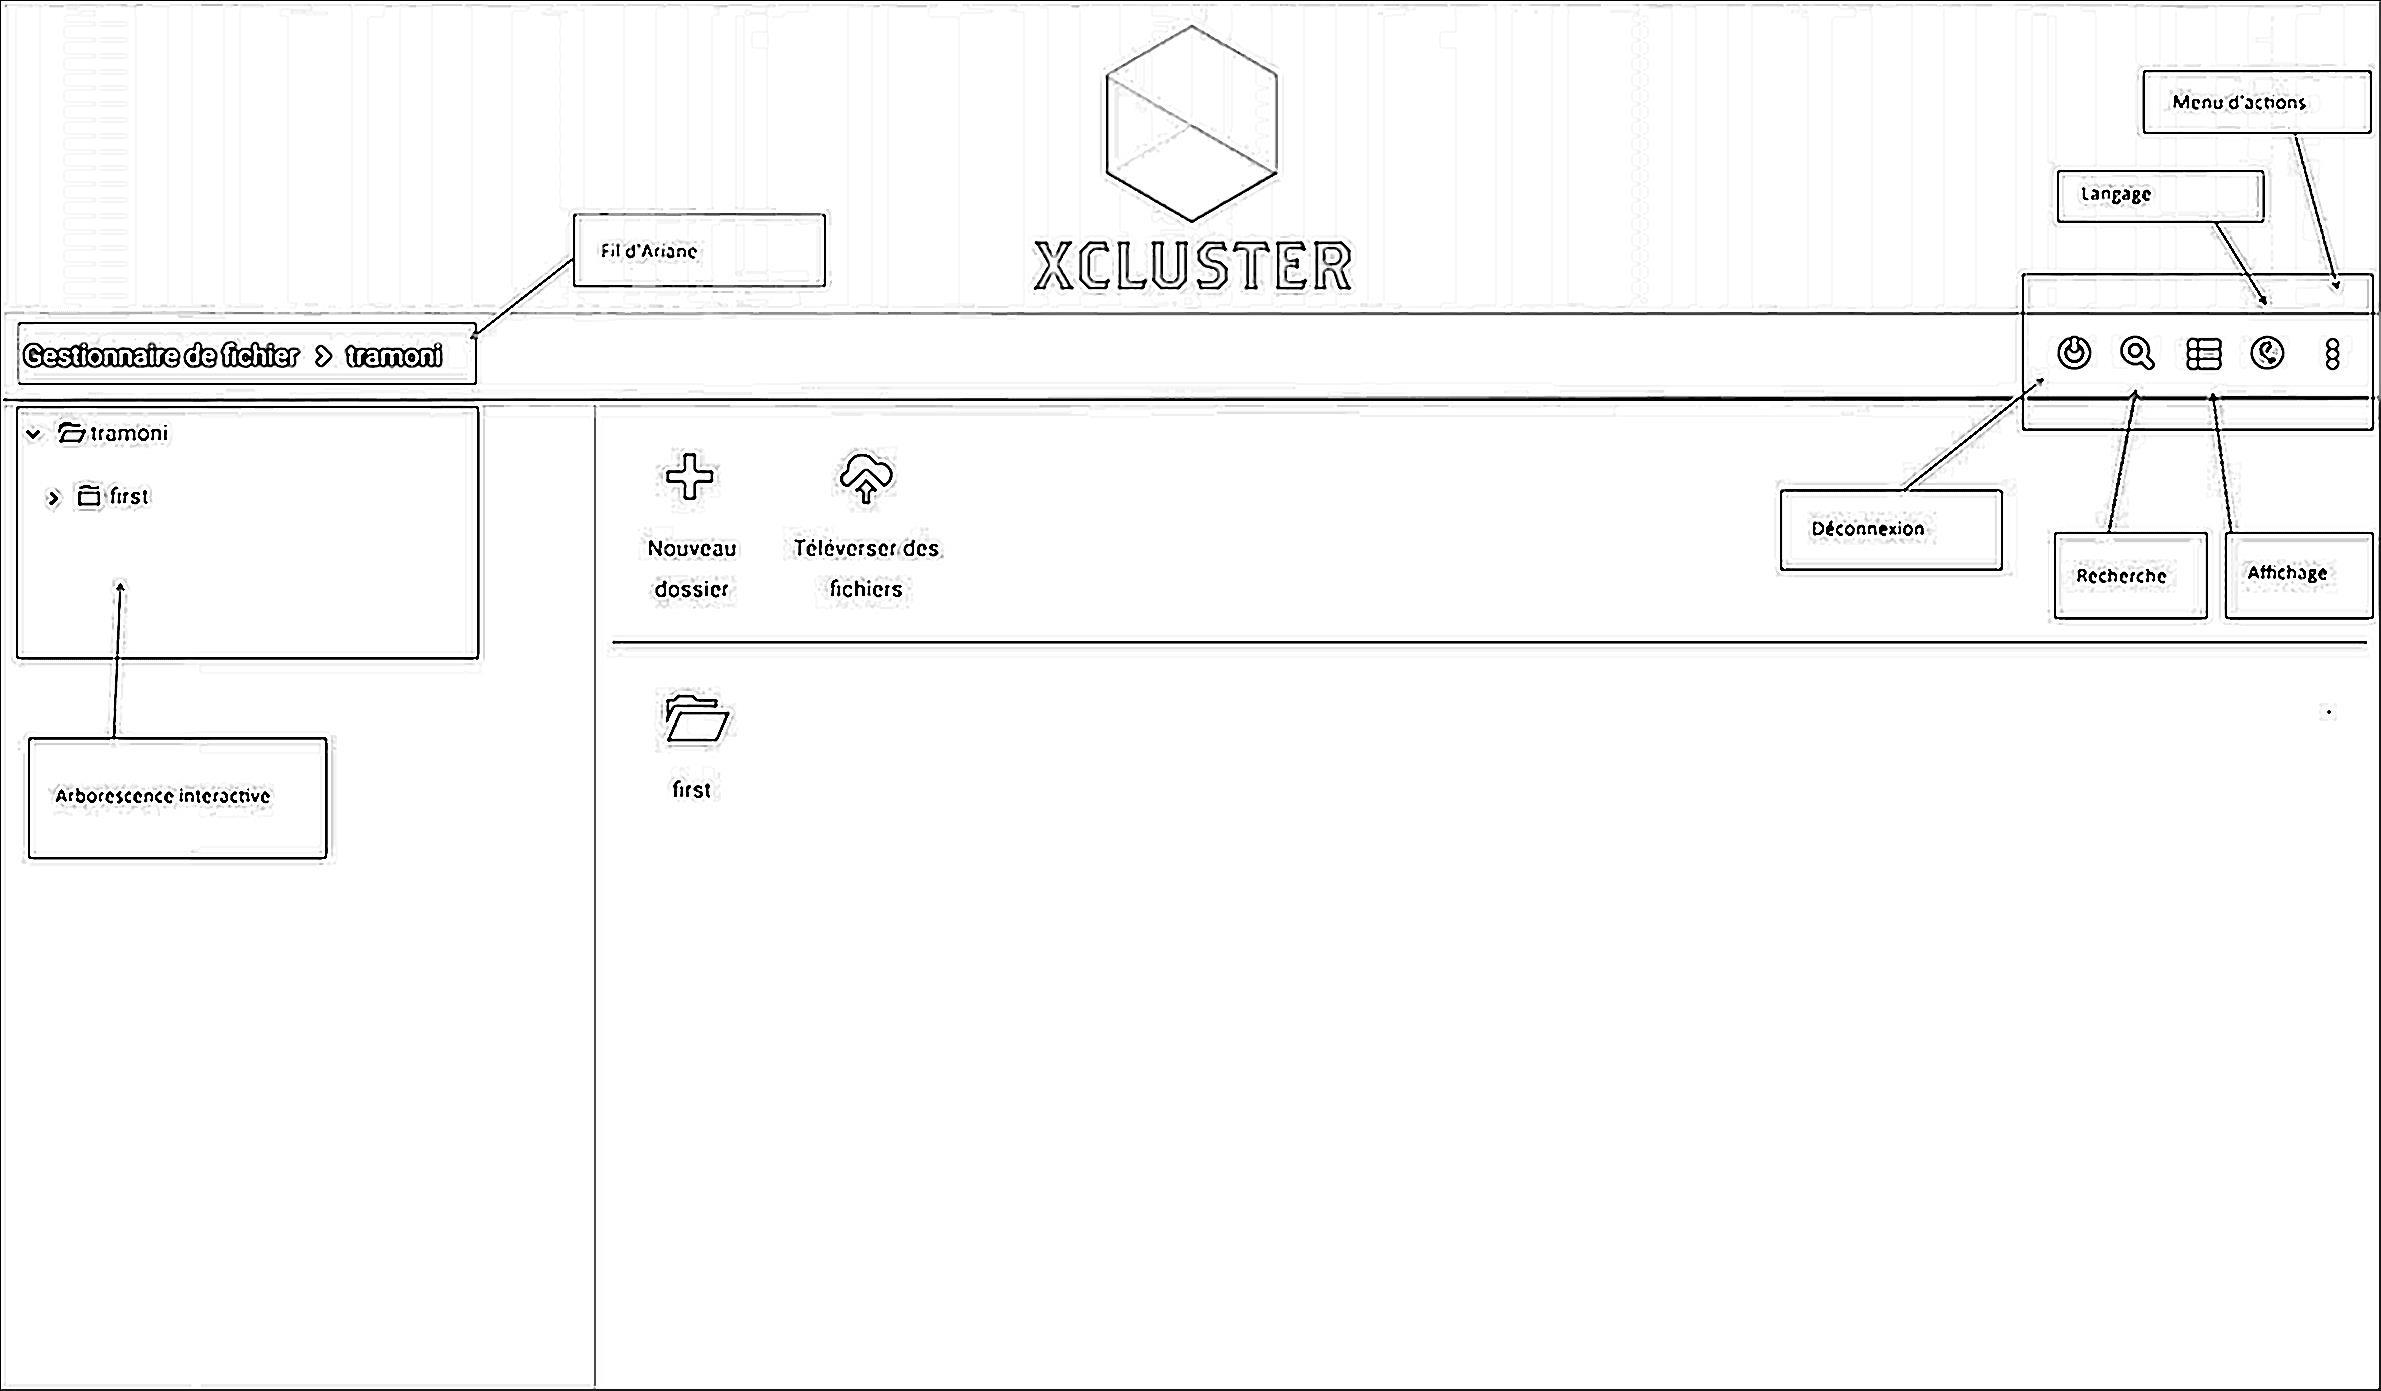 Menu d'actions
Langage
Fil d'Ariane
XCLUSTER
Gestionnaire de fichier > tramoni
tramoni
first
Nouveau
dossier
Téléverser des
fichiers
Déconnexion
Recherche
Affichage
first
Arborescence interactive